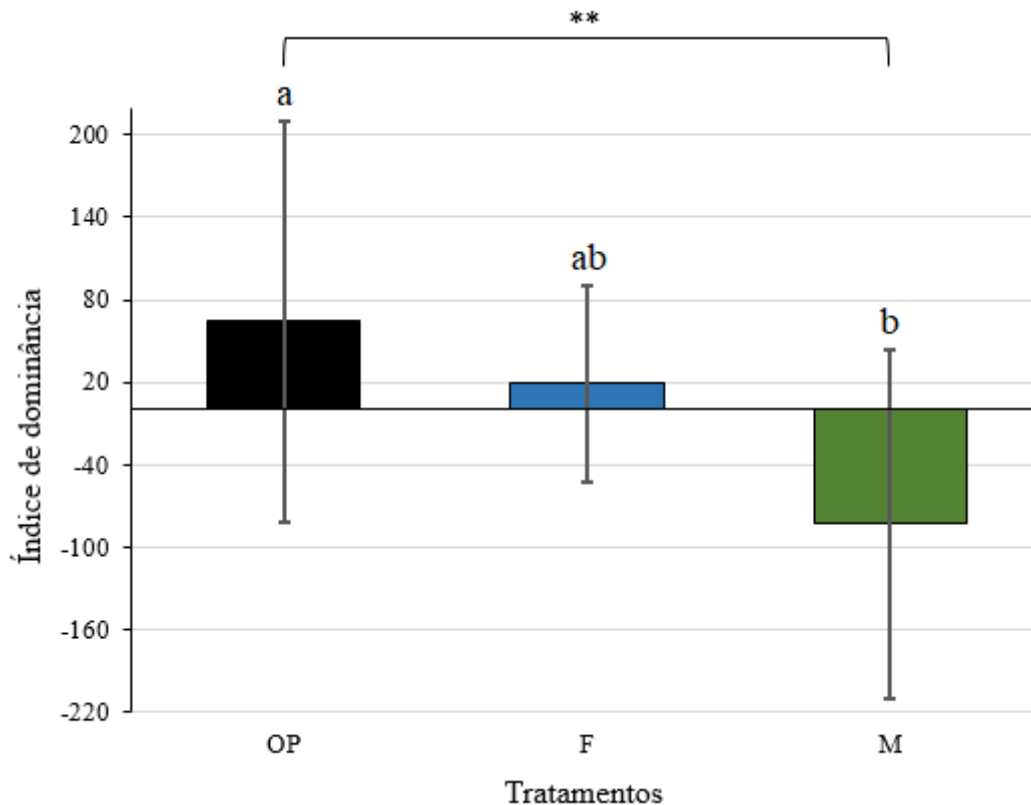 **
a
200
140
ab
80
b
20
-40
-100
-160
-220
Índice de dominância
OP F M
Tratamentos